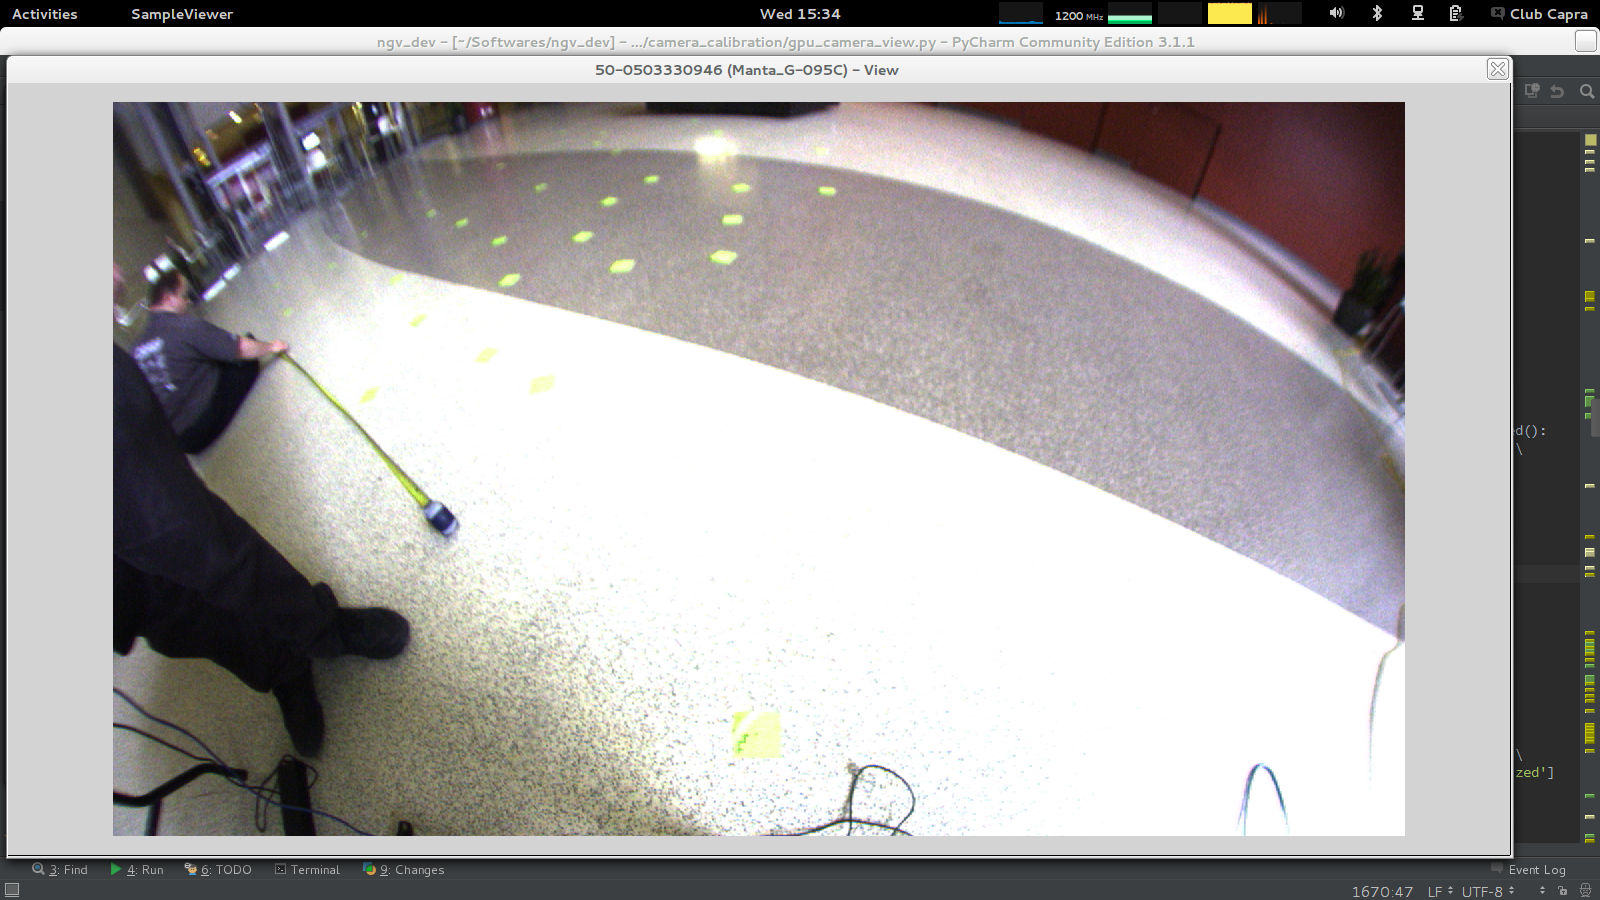 Activities SampleViewer Wed 15:34 1200 MHz Club Capra
ngv_dev - [~/Softwares/ngv_dev] - .../camera_calibration/gpu_camera_view.py - PyCharm Community Edition 3.1.1
50-0503330946 (Manta_G-095C) - View
ed():
\
\
zed']
3: Find 4: Run 6: TODO Terminal 9: Changes Event Log
1670:47 LF UTF-8